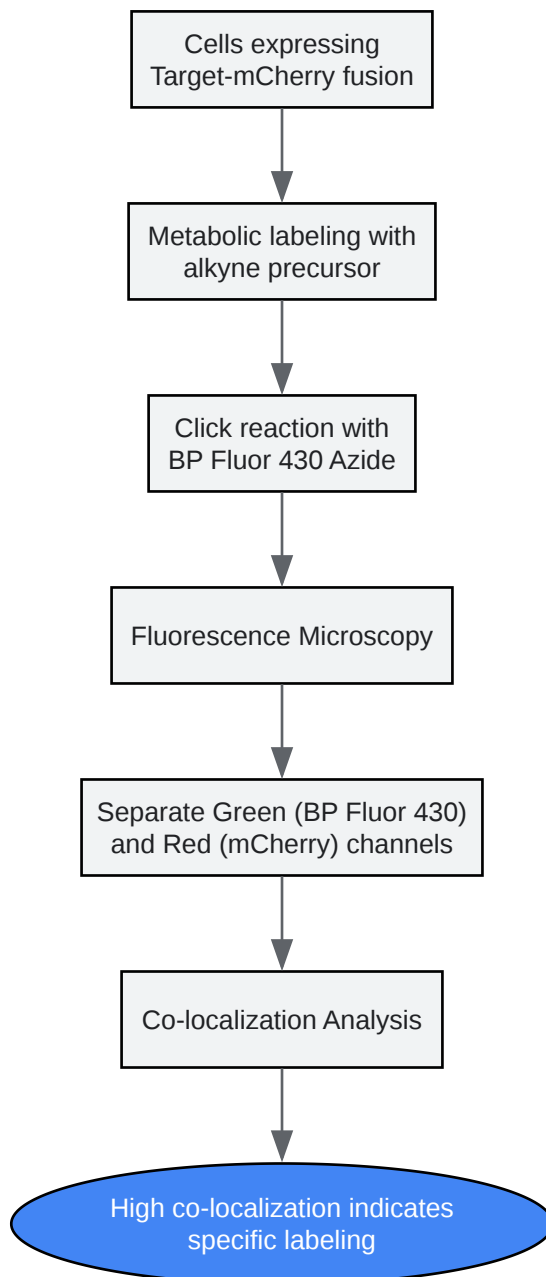 Cells expressing
Target-mCherry fusion
Metabolic labeling with
alkyne precursor
Click reaction with
BP Fluor 430 Azide
Fluorescence Microscopy
Separate Green (BP Fluor 430)
and Red (mCherry) channels
Co-localization Analysis
High co-localization indicates
specific labeling